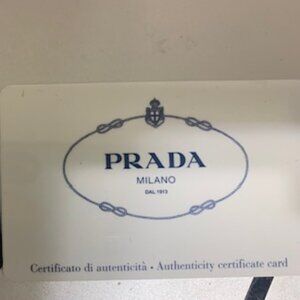 PRADA
MILANO
DAL 1913
Certificato di autenticità · Authenticity certificate card